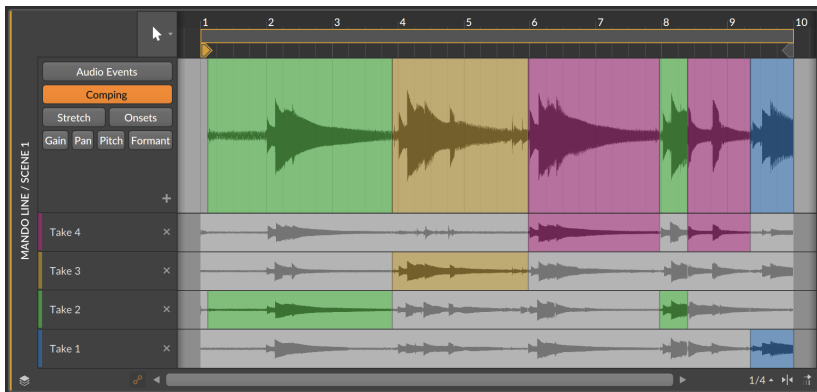 1 2 3 4 5 6 7 8 9 10
Audio Events
Comping
Stretch Onsets
Gain Pan Pitch Formant
+
MANDO LINE / SCENE 1
Take 4 ×
Take 3 ×
Take 2 ×
Take 1 ×
1/4